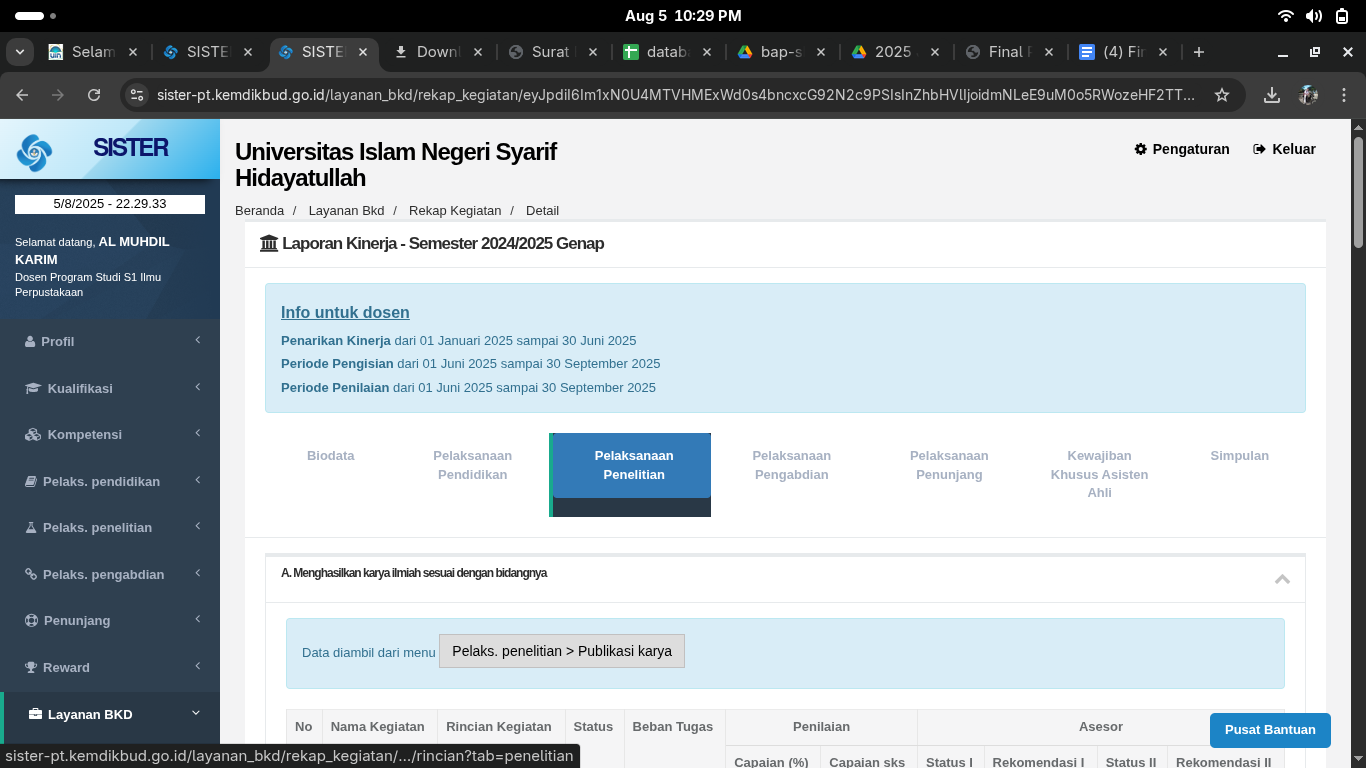 Aug 5 10:29 PM
Selam
SISTE
SISTE
Downl
Surat
datab
bap-s
2025
Final
(4) Fir
sister-pt.kemdikbud.go.id/layanan_bkd/rekap_kegiatan/
SISTER
5/8/2025 - 22.29.33
Selamat datang, AL MUHDIL
KARIM
Dosen Program Studi S1 Ilmu
Perpustakaan
Profil
Kualifikasi
Kompetensi
Pelaks. pendidikan
Pelaks. penelitian
Pelaks. pengabdian
Penunjang
Reward
Layanan BKD
Universitas Islam Negeri Syarif
Hidayatullah
Pengaturan
Keluar
Beranda / Layanan Bkd / Rekap Kegiatan / Detail
Laporan Kinerja - Semester 2024/2025 Genap
Info untuk dosen
Penarikan Kinerja dari 01 Januari 2025 sampai 30 Juni 2025
Periode Pengisian dari 01 Juni 2025 sampai 30 September 2025
Periode Penilaian dari 01 Juni 2025 sampai 30 September 2025
Biodata
Pelaksanaan
Pendidikan
Pelaksanaan
Penelitian
Pelaksanaan
Pengabdian
Pelaksanaan
Penunjang
Kewajiban
Khusus Asisten
Ahli
Simpulan
A. Menghasilkan karya ilmiah sesuai dengan bidangnya
Data diambil dari menu Pelaks. penelitian > Publikasi karya
No Nama Kegiatan Rincian Kegiatan Status Beban Tugas Penilaian Asesor
Capaian (%) Capaian sks Status I Rekomendasi I Status II Rekomendasi II
Pusat Bantuan
sister-pt.kemdikbud.go.id/layanan_bkd/rekap_kegiatan/.../rincian?tab=penelitian